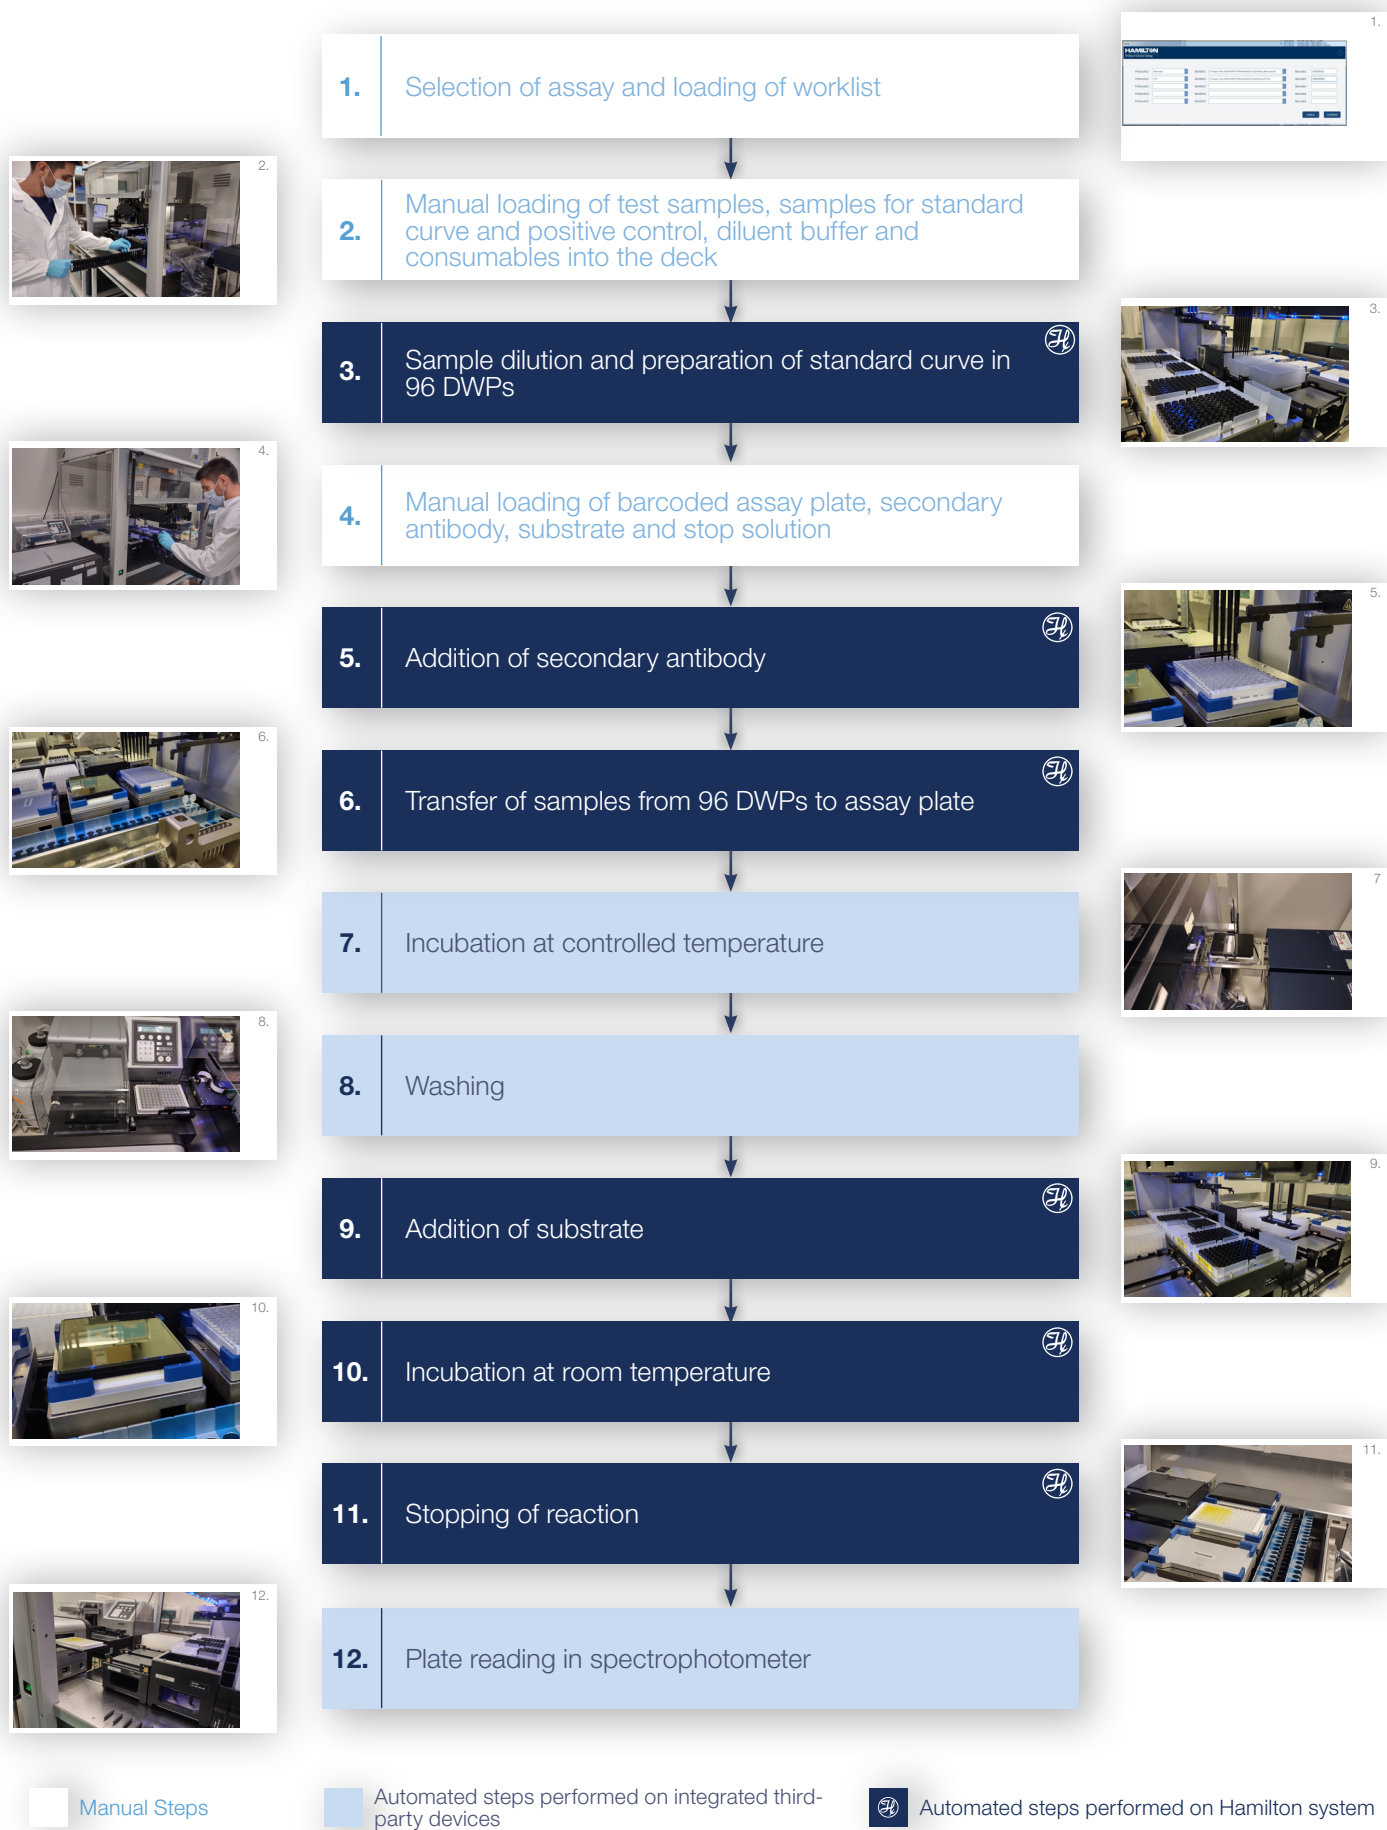 1.
1.
Selection of assay and loading of worklist
HAMILTON
2.
2.
Manual loading of test samples, samples for standard
curve and positive control, diluent buffer and
consumables into the deck
3.
3.
Sample dilution and preparation of standard curve in
96 DWPs
4.
4.
Manual loading of barcoded assay plate, secondary
antibody, substrate and stop solution
5.
5.
Addition of secondary antibody
6.
6.
Transfer of samples from 96 DWPs to assay plate
7
7.
Incubation at controlled temperature
8.
8.
Washing
9.
9.
Addition of substrate
10.
10.
Incubation at room temperature
11.
11.
Stopping of reaction
12.
12.
Plate reading in spectrophotometer
Manual Steps
Automated steps performed on integrated third-
party devices
Automated steps performed on Hamilton system